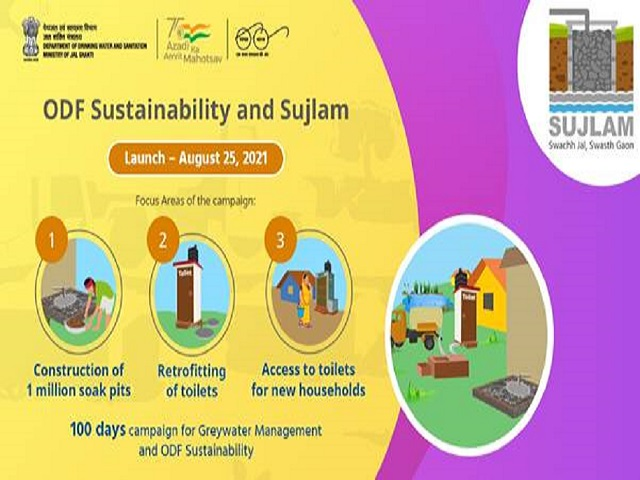 पेयजल एवं स्वच्छता विभाग
जल शक्ति मंत्रालय
DEPARTMENT OF DRINKING WATER AND SANITATION
MINISTRY OF JAL SHAKTI
75
Azadi Ka
Amrit Mahotsav
ODF Sustainability and Sujlam
Launch – August 25, 2021
Focus Areas of the campaign:
1
Construction of
1 million soak pits
2
Toilet
Retrofitting
of toilets
3
Access to toilets
for new households
100 days campaign for Greywater Management
and ODF Sustainability
SUJLAM
Swachh Jal, Swasth Gaon
Toilet